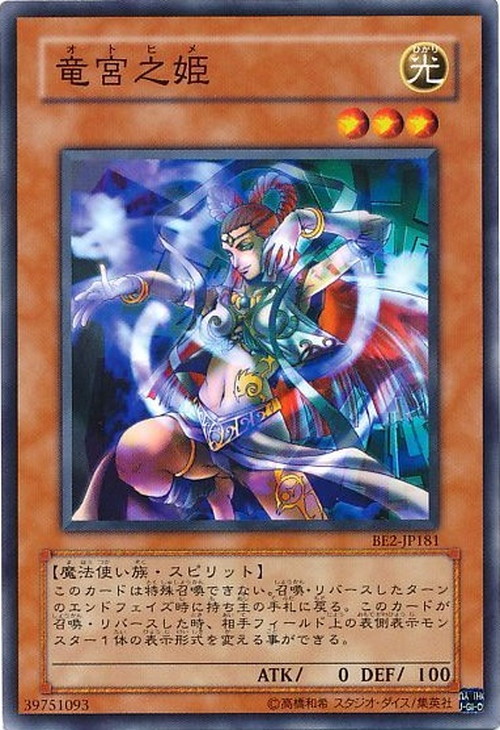 オトヒメ
竜宮之姫
ひかり
光
BE2-JP181
【魔法使い族・スピリット】
このカードは特殊召喚できない。召喚・リバースしたターン
のエンドフェイズ時に持ち主の手札に戻る。このカードが
召喚・リバースした時、相手フィールド上の表側表示モン
スター1体の表示形式を変える事ができる。
ATK/ 0 DEF/ 100
39751093
©高橋和希 スタジオ・ダイス/集英社